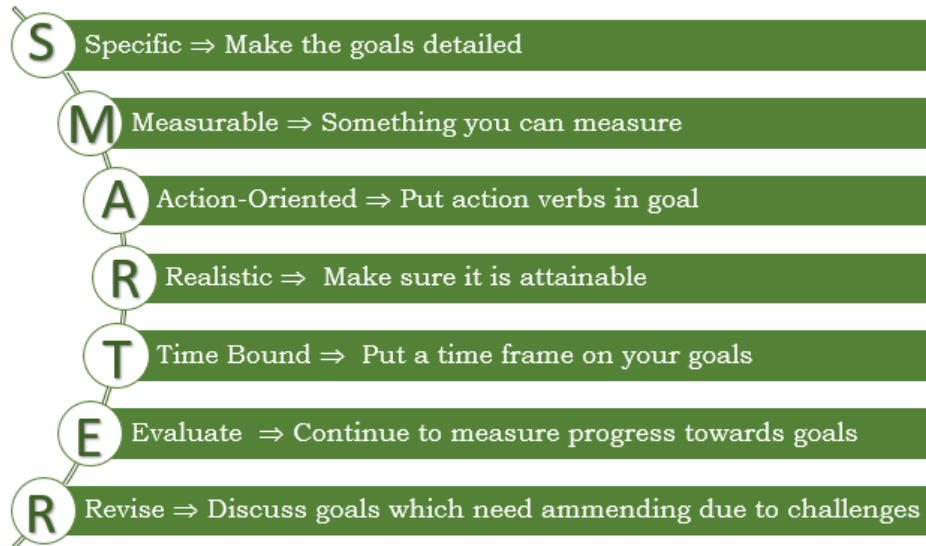 S Specific ⇒ Make the goals detailed
M Measurable ⇒ Something you can measure
A Action-Oriented ⇒ Put action verbs in goal
R Realistic ⇒ Make sure it is attainable
T Time Bound ⇒ Put a time frame on your goals
E Evaluate ⇒ Continue to measure progress towards goals
R Revise ⇒ Discuss goals which need ammending due to challenges